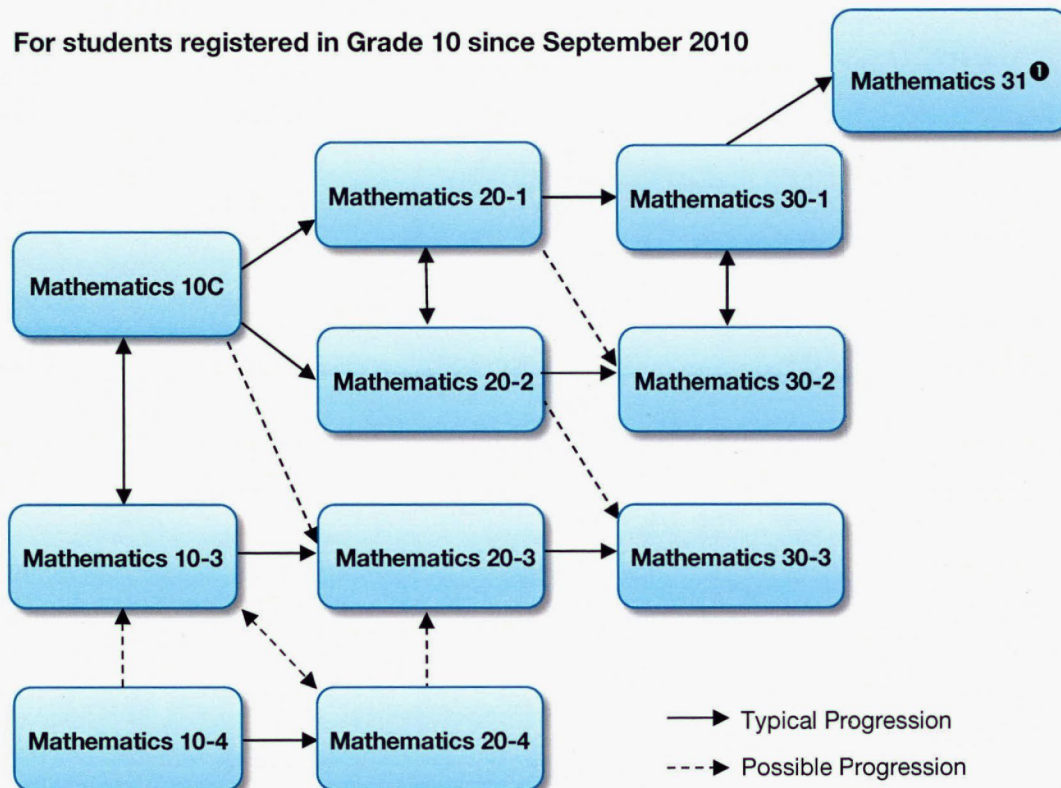 For students registered in Grade 10 since September 2010
Mathematics 31❶
Mathematics 20-1
Mathematics 30-1
Mathematics 10C
Mathematics 20-2
Mathematics 30-2
Mathematics 10-3
Mathematics 20-3
Mathematics 30-3
Mathematics 10-4
Mathematics 20-4
Typical Progression
Possible Progression